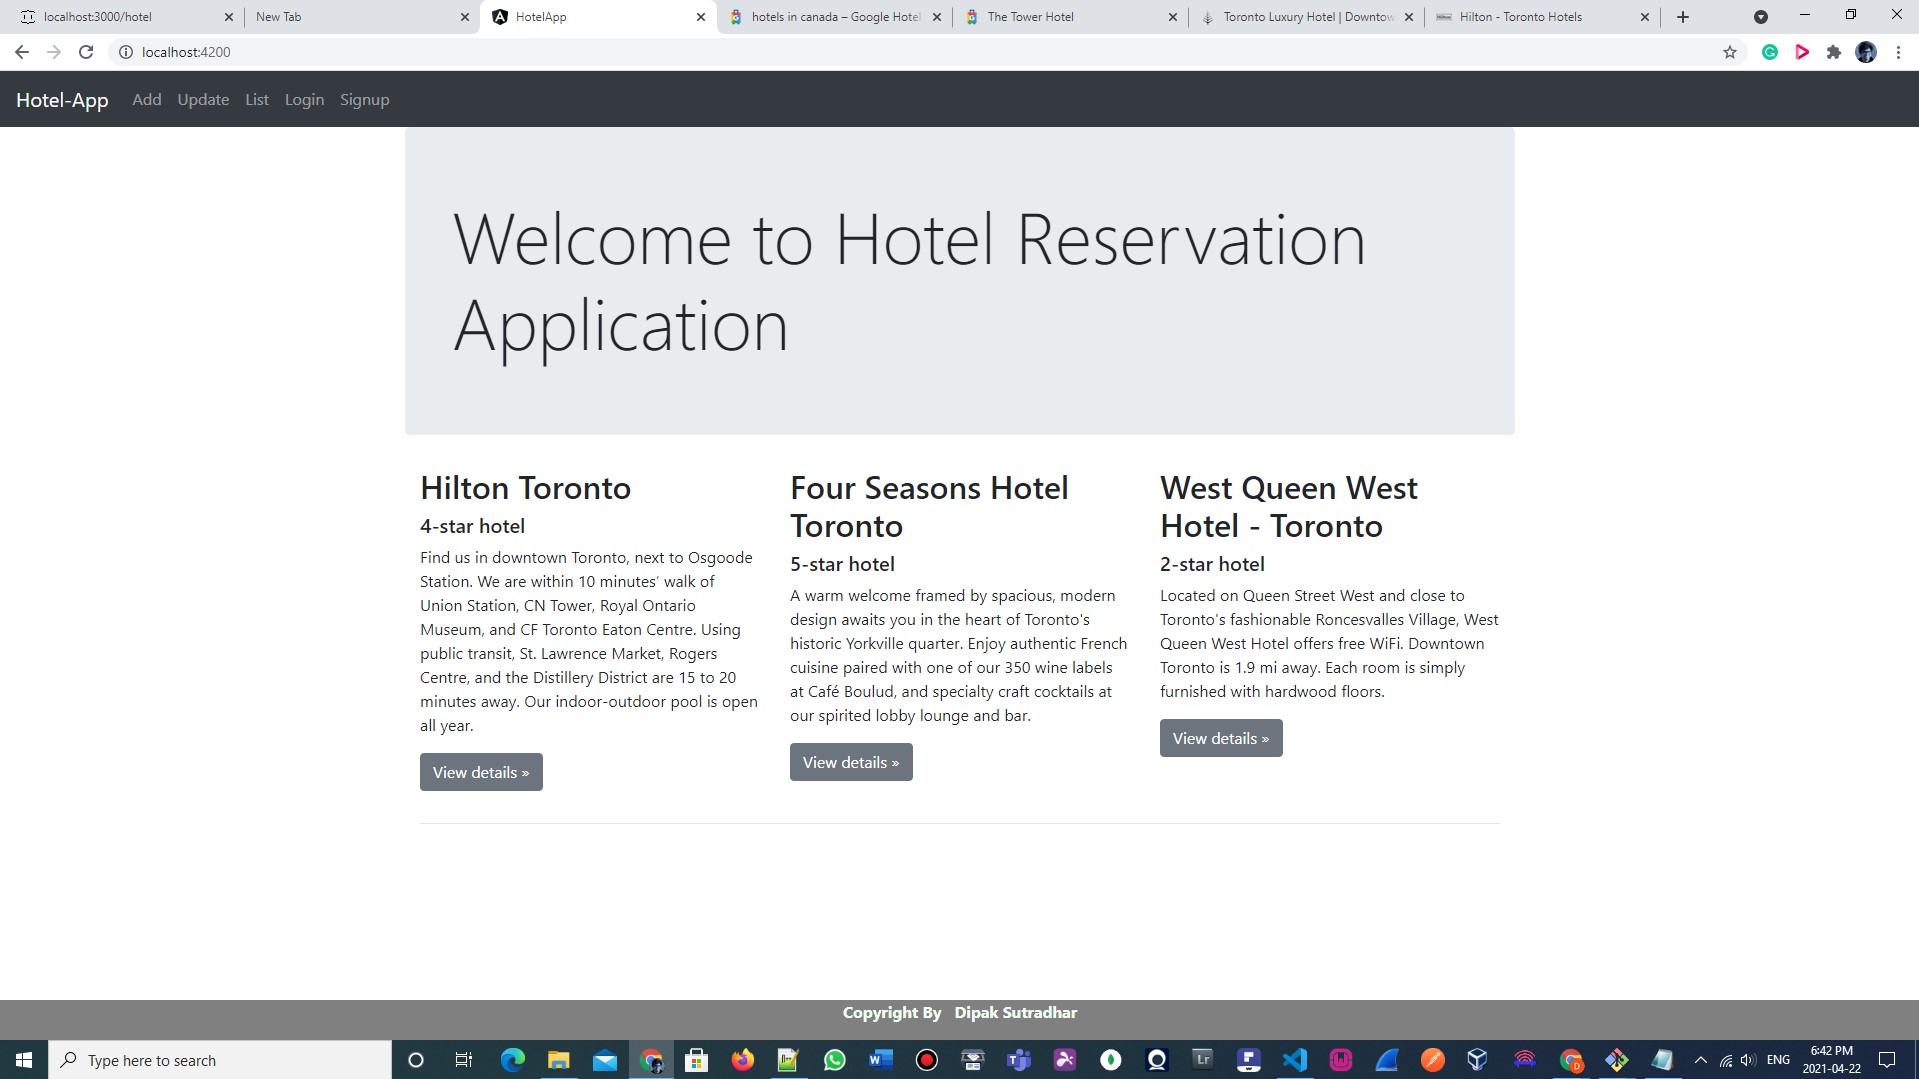 localhost:3000/hotel
New Tab
HotelApp
hotels in canada – Google Hotel
The Tower Hotel
Toronto Luxury Hotel | Downtow
Hilton - Toronto Hotels
localhost:4200
Hotel-App Add Update List Login Signup
Welcome to Hotel Reservation
Application
Hilton Toronto
4-star hotel
Find us in downtown Toronto, next to Osgoode
Station. We are within 10 minutes’ walk of
Union Station, CN Tower, Royal Ontario
Museum, and CF Toronto Eaton Centre. Using
public transit, St. Lawrence Market, Rogers
Centre, and the Distillery District are 15 to 20
minutes away. Our indoor-outdoor pool is open
all year.
View details »
Four Seasons Hotel
Toronto
5-star hotel
A warm welcome framed by spacious, modern
design awaits you in the heart of Toronto's
historic Yorkville quarter. Enjoy authentic French
cuisine paired with one of our 350 wine labels
at Café Boulud, and specialty craft cocktails at
our spirited lobby lounge and bar.
View details »
West Queen West
Hotel - Toronto
2-star hotel
Located on Queen Street West and close to
Toronto's fashionable Roncesvalles Village, West
Queen West Hotel offers free WiFi. Downtown
Toronto is 1.9 mi away. Each room is simply
furnished with hardwood floors.
View details »
Copyright By Dipak Sutradhar
Type here to search
Lr
ENG
6:42 PM
2021-04-22